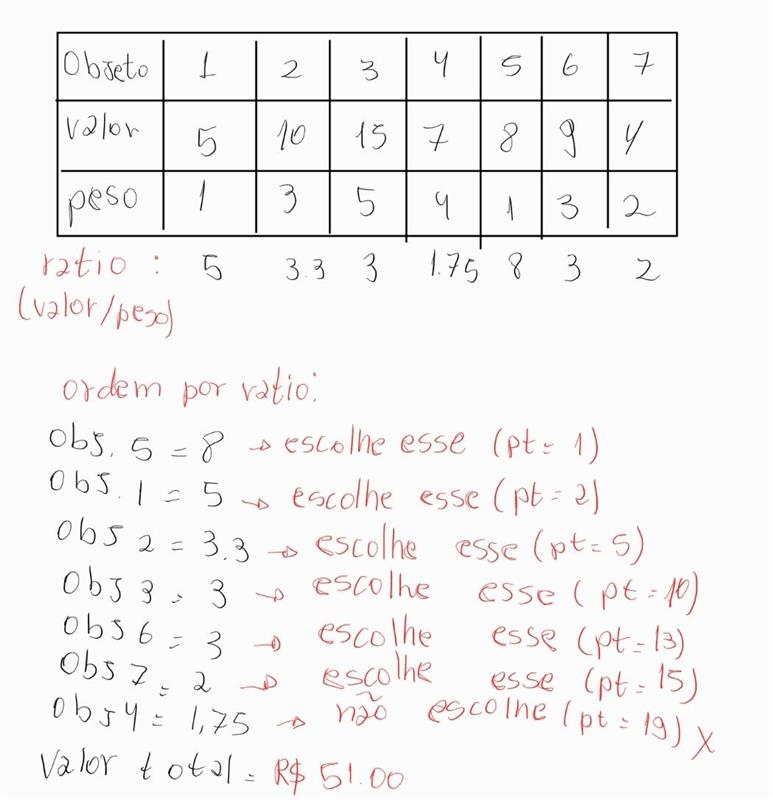 Objeto 1 2 3 4 5 6 7
Valor 5 10 15 7 8 9 4
peso 1 3 5 4 1 3 2
ratio : 5 3.3 3 1.75 8 3 2
(valor/peso)
ordem por ratio:
obj. 5 = 8 → escolhe esse (pt = 1)
obj. 1 = 5 → escolhe esse (pt = 2)
obj 2 = 3.3 → escolhe esse (pt = 5)
obj 3 = 3 → escolhe esse (pt = 10)
obj 6 = 3 → escolhe esse (pt = 13)
obj 7 = 2 → escolhe esse (pt = 15)
obj 4 = 1,75 → não escolhe (pt = 19) X
Valor total = R$ 51.00